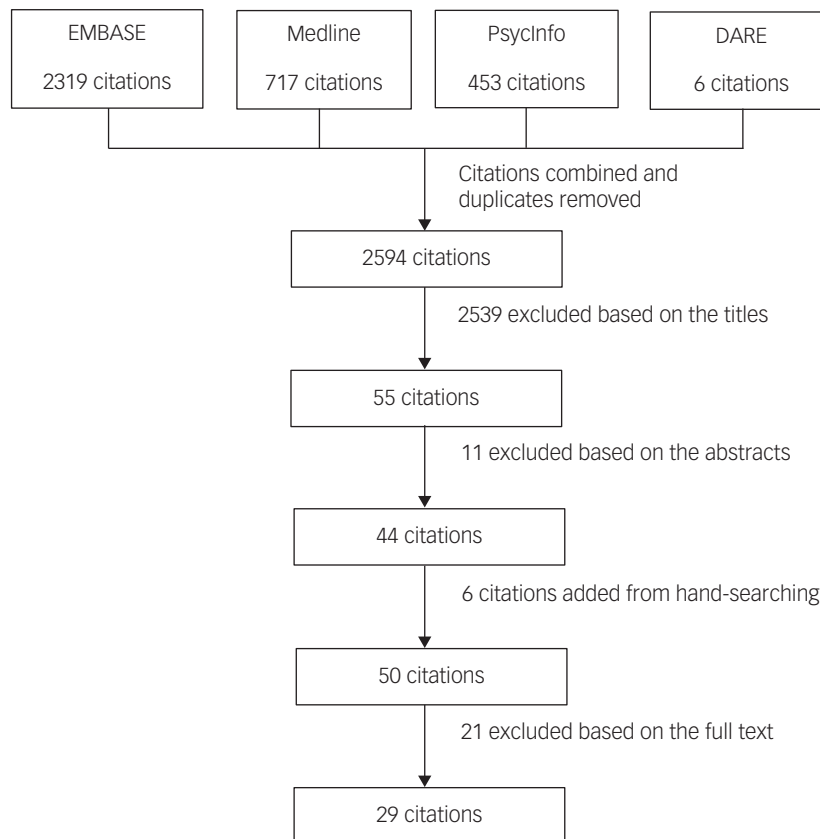 EMBASE
2319 citations
Medline
717 citations
PsycInfo
453 citations
DARE
6 citations
Citations combined and
duplicates removed
2594 citations
2539 excluded based on the titles
55 citations
11 excluded based on the abstracts
44 citations
6 citations added from hand-searching
50 citations
21 excluded based on the full text
29 citations